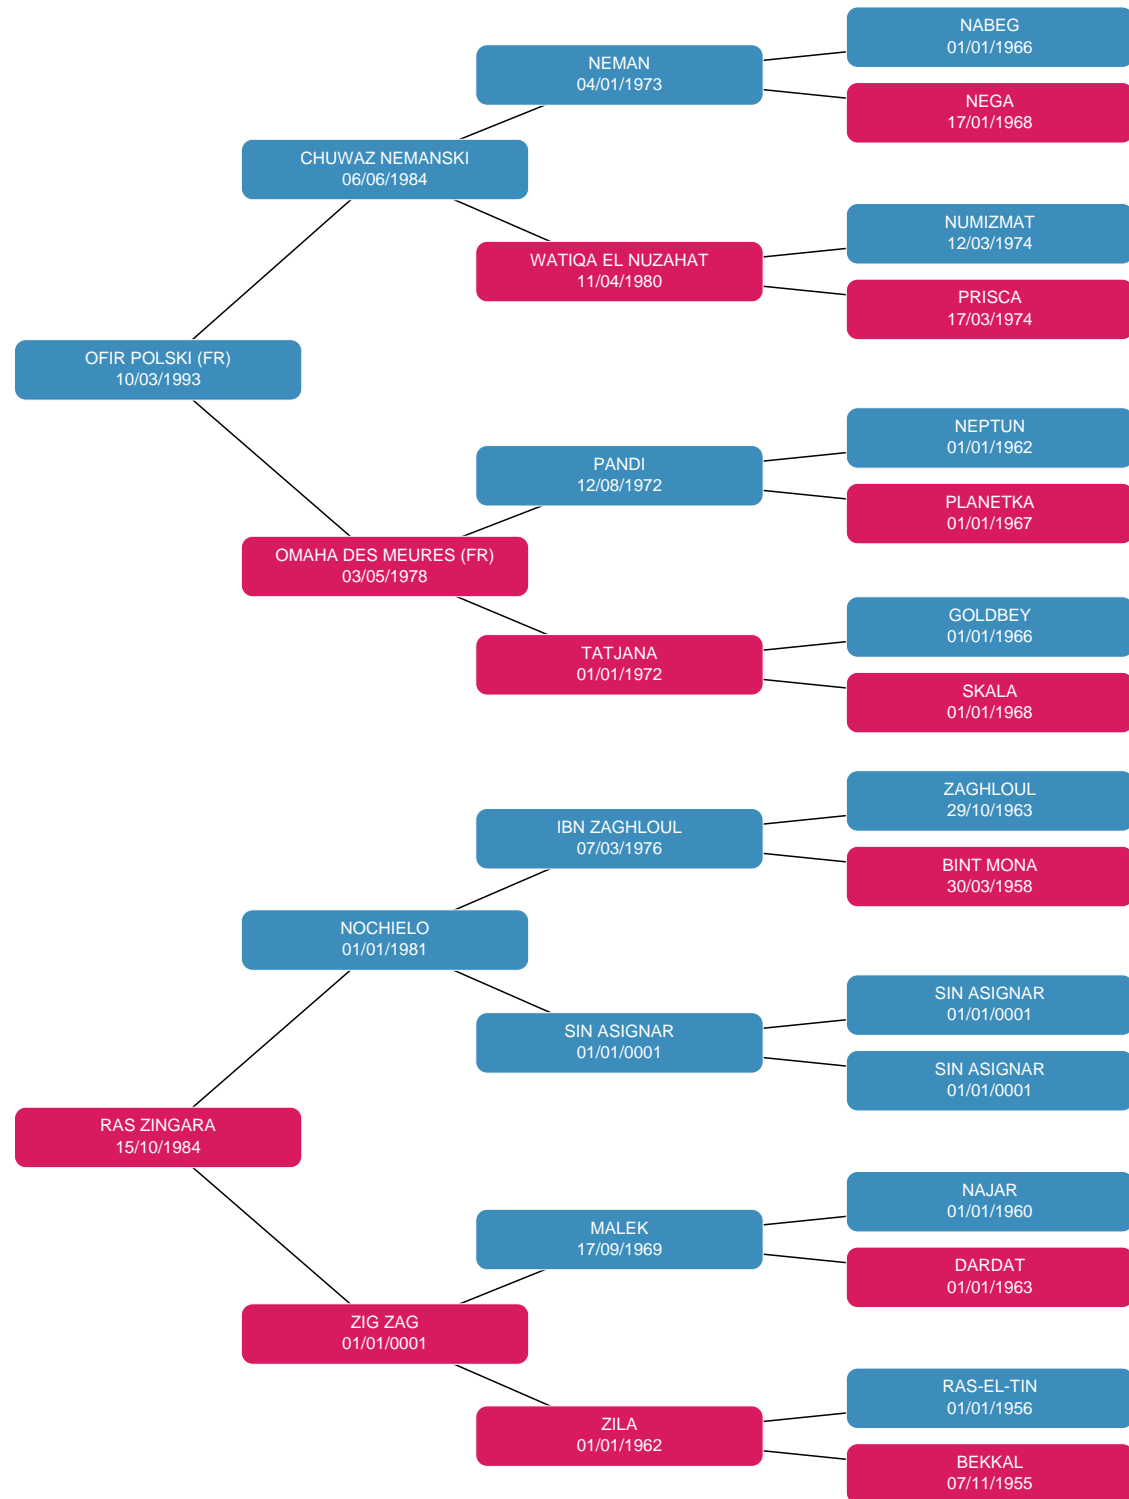 NABEG
01/01/1966
NEMAN
04/01/1973
NEGA
17/01/1968
CHUWAZ NEMANSKI
06/06/1984
NUMIZMAT
12/03/1974
WATIQA EL NUZAHAT
11/04/1980
PRISCA
17/03/1974
OFIR POLSKI (FR)
10/03/1993
NEPTUN
01/01/1962
PANDI
12/08/1972
PLANETKA
01/01/1967
OMAHA DES MEURES (FR)
03/05/1978
GOLDBEY
01/01/1966
TATJANA
01/01/1972
SKALA
01/01/1968
ZAGHLOUL
29/10/1963
IBN ZAGHLOUL
07/03/1976
BINT MONA
30/03/1958
NOCHIELO
01/01/1981
SIN ASIGNAR
01/01/0001
SIN ASIGNAR
01/01/0001
SIN ASIGNAR
01/01/0001
RAS ZINGARA
15/10/1984
NAJAR
01/01/1960
MALEK
17/09/1969
DARDAT
01/01/1963
ZIG ZAG
01/01/0001
RAS-EL-TIN
01/01/1956
ZILA
01/01/1962
BEKKAL
07/11/1955